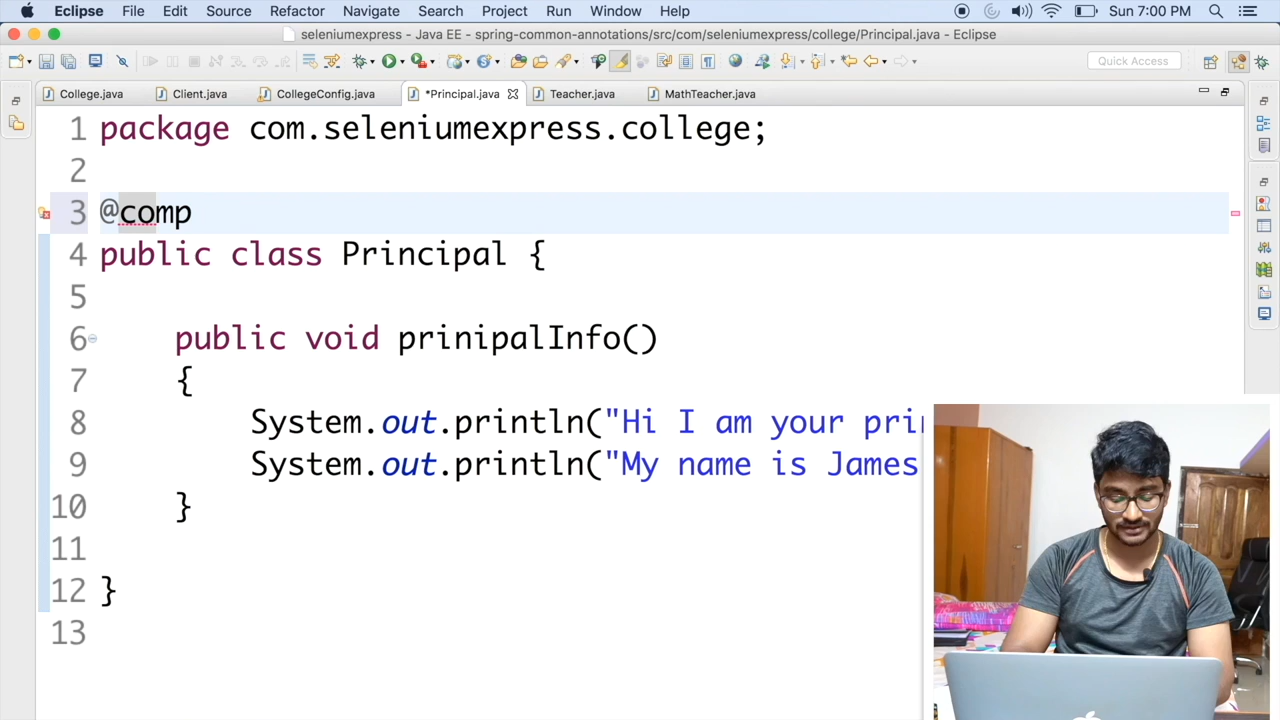 Eclipse File Edit Source Refactor Navigate Search Project Run Window Help Sun 7:00 PM
seleniumexpress - Java EE - spring-common-annotations/src/com/seleniumexpress/college/Principal.java - Eclipse
Quick Access
College.java Client.java CollegeConfig.java *Principal.java Teacher.java MathTeacher.java
1 package com.seleniumexpress.college;
2
3 @comp
4 public class Principal {
5
6 public void prinipalInfo()
7 {
8 System.out.println("Hi I am your prin
9 System.out.println("My name is James
10 }
11
12 }
13